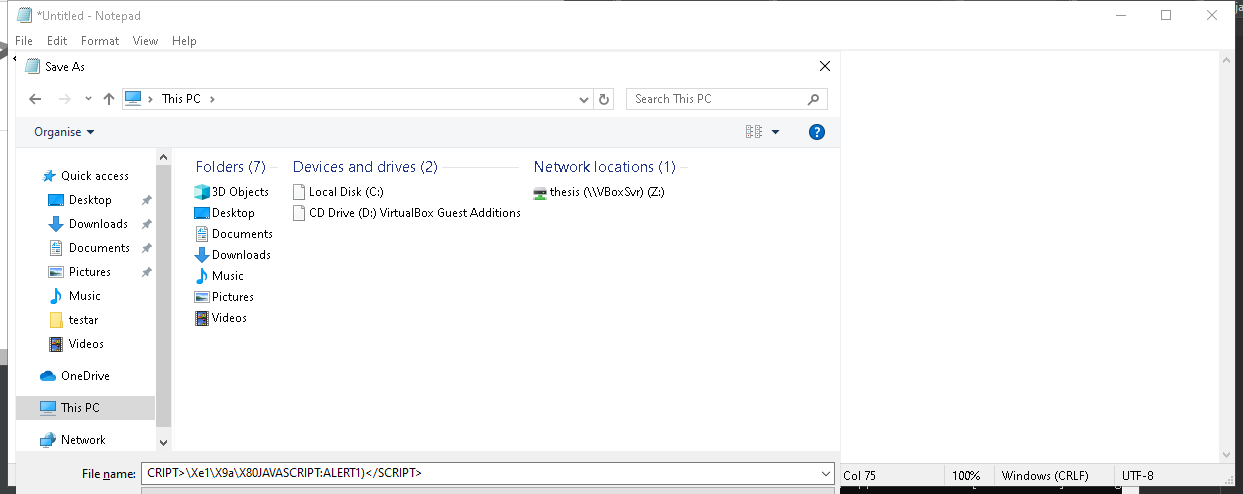 *Untitled - Notepad
File Edit Format View Help
Save As
This PC
Search This PC
Organise
Quick access
Desktop
Downloads
Documents
Pictures
Music
testar
Videos
OneDrive
This PC
Network
Folders (7)
3D Objects
Desktop
Documents
Downloads
Music
Pictures
Videos
Devices and drives (2)
Local Disk (C:)
CD Drive (D:) VirtualBox Guest Additions
Network locations (1)
thesis (\\VBoxSvr) (Z:)
File name: CRIPT>\Xe1\X9a\X80JAVASCRIPT:ALERT1)</SCRIPT>
Col 75 100% Windows (CRLF) UTF-8